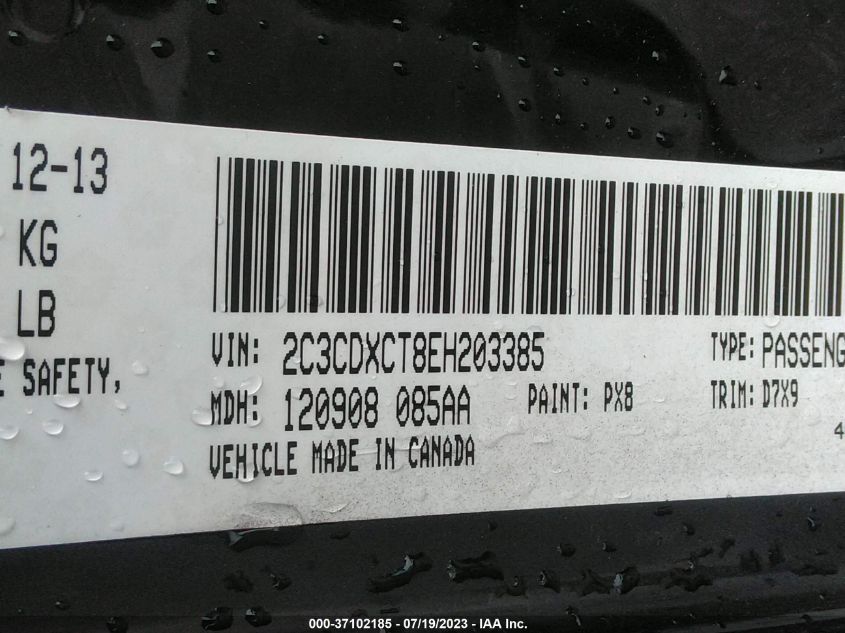 12-13
KG
LB
E SAFETY,
VIN: 2C3CDXCT8EH203385
TYPE: PASSENG
MDH: 120908 085AA
PAINT: PX8
TRIM: D7X9
VEHICLE MADE IN CANADA
4
000-37102185 - 07/19/2023 - IAA Inc.